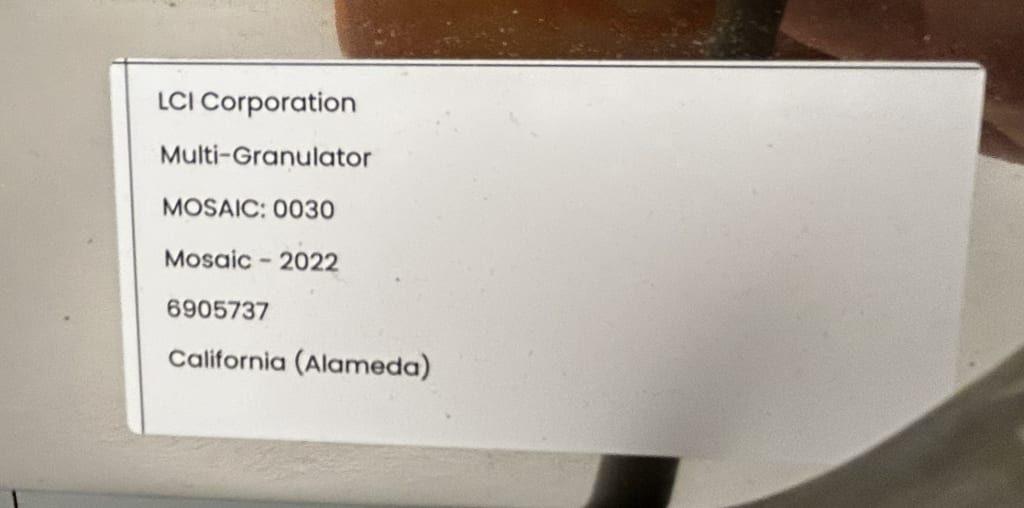 LCI Corporation
Multi-Granulator
MOSAIC: 0030
Mosaic - 2022
6905737
California (Alameda)